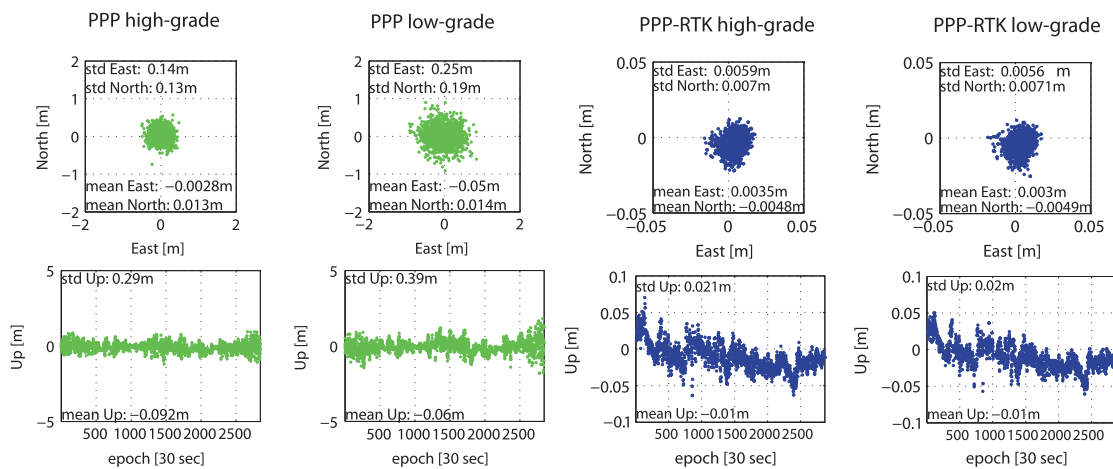 PPP high-grade
PPP low-grade
PPP-RTK high-grade
PPP-RTK low-grade
2
1
0
−1
−2
North [m]
std East: 0.14m
std North: 0.13m
mean East: −0.0028m
mean North: 0.013m
−2 0 2
East [m]
2
1
0
−1
−2
North [m]
std East: 0.25m
std North: 0.19m
mean East: −0.05m
mean North: 0.014m
−2 0 2
East [m]
0.05
0
−0.05
North [m]
std East: 0.0059m
std North: 0.007m
mean East: 0.0035m
mean North: −0.0048m
−0.05 0 0.05
East [m]
0.05
0
−0.05
North [m]
std East: 0.0056 m
std North: 0.0071m
mean East: 0.003m
mean North: −0.0049m
−0.05 0 0.05
East [m]
5
0
−5
Up [m]
std Up: 0.29m
mean Up: −0.092m
500 1000 1500 2000 2500
epoch [30 sec]
5
0
−5
Up [m]
std Up: 0.39m
mean Up: −0.06m
500 1000 1500 2000 2500
epoch [30 sec]
0.1
0.05
0
−0.05
−0.1
Up [m]
std Up: 0.021m
mean Up: −0.01m
500 1000 1500 2000 2500
epoch [30 sec]
0.1
0.05
0
−0.05
−0.1
Up [m]
std Up: 0.02m
mean Up: −0.01m
500 1000 1500 2000 2500
epoch [30 sec]